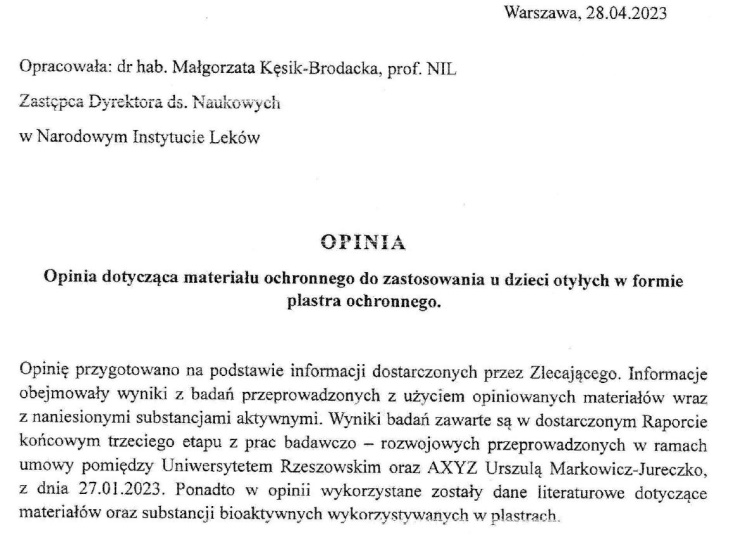 Warszawa, 28.04.2023
Opracowała: dr hab. Małgorzata Kęsik-Brodacka, prof. NIL
Zastępca Dyrektora ds. Naukowych
w Narodowym Instytucie Leków
OPINIA
Opinia dotycząca materiału ochronnego do zastosowania u dzieci otyłych w formie
plastra ochronnego.
Opinię przygotowano na podstawie informacji dostarczonych przez Zlecającego. Informacje
obejmowały wyniki z badań przeprowadzonych z użyciem opiniowanych materiałów wraz
z naniesionymi substancjami aktywnymi. Wyniki badań zawarte są w dostarczonym Raporcie
końcowym trzeciego etapu z prac badawczo – rozwojowych przeprowadzonych w ramach
umowy pomiędzy Uniwersytetem Rzeszowskim oraz AXYZ Urszulą Markowicz-Jureczko,
z dnia 27.01.2023. Ponadto w opinii wykorzystane zostały dane literaturowe dotyczące
materiałów oraz substancji bioaktywnych wykorzystywanych w plastrach.